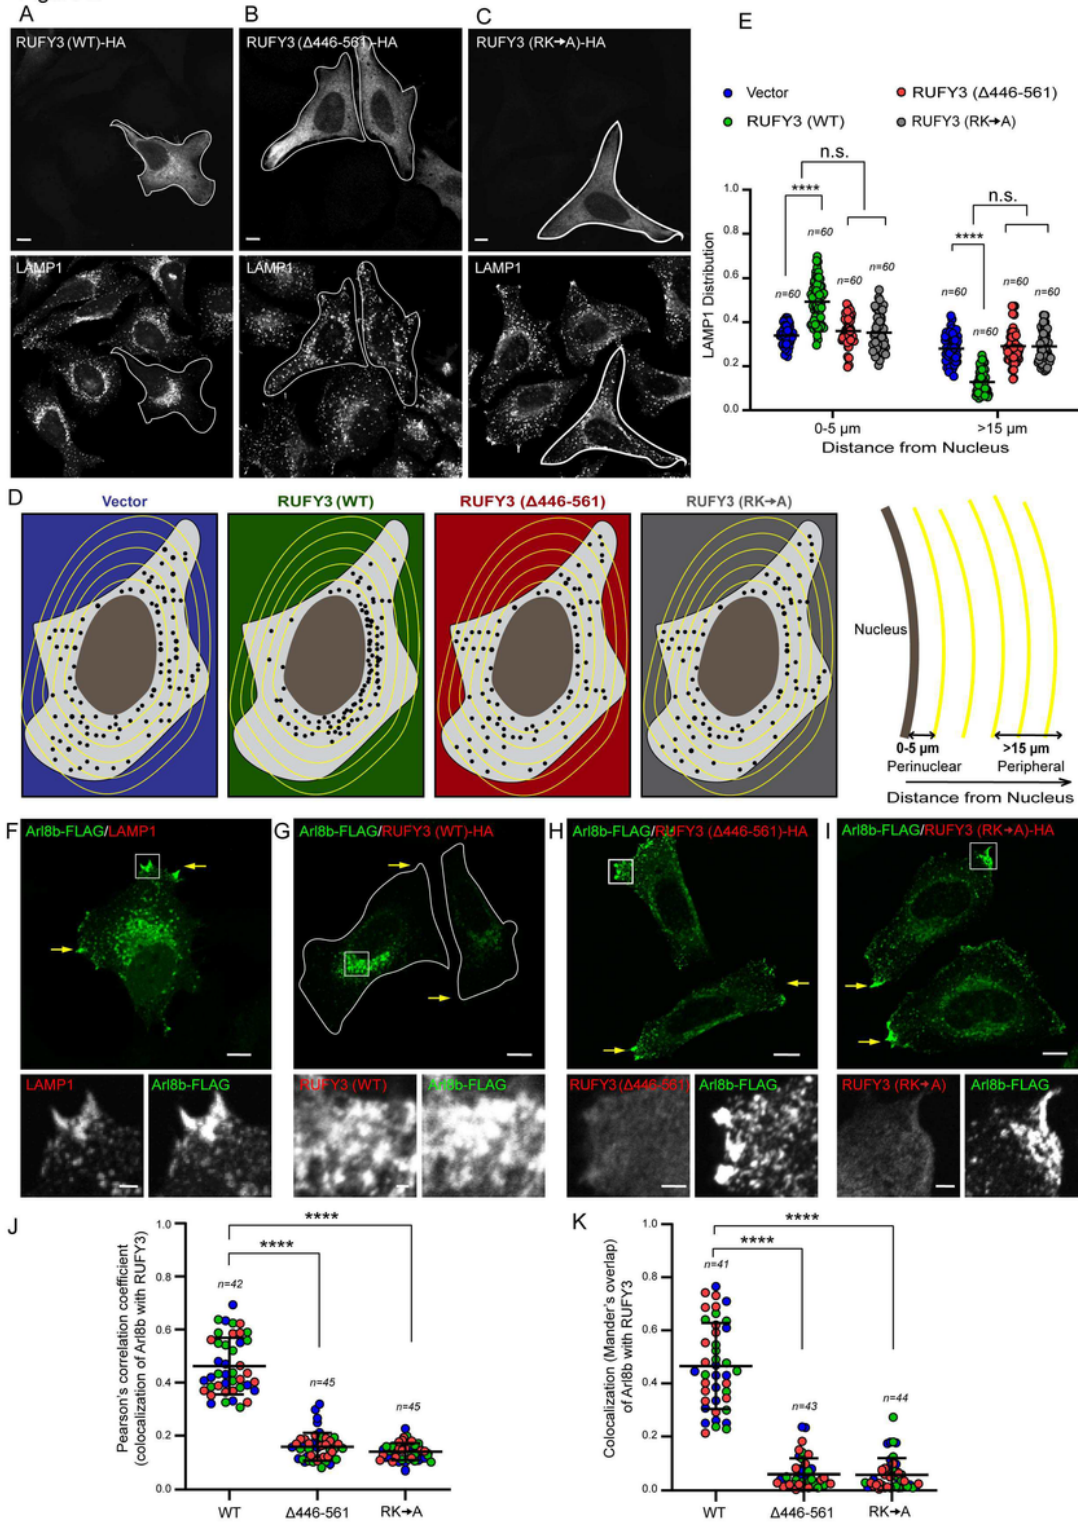 A
B
C
RUFY3 (WT)-HA
RUFY3 (Δ446-561)-HA
RUFY3 (RK→A)-HA
LAMP1
LAMP1
LAMP1
E
Vector
RUFY3 (Δ446-561)
RUFY3 (WT)
RUFY3 (RK→A)
n.s.
n.s.
****
****
n=60
n=60
n=60
n=60
n=60
n=60
n=60
n=60
LAMP1 Distribution
1.0
0.8
0.6
0.4
0.2
0.0
0-5 µm
>15 µm
Distance from Nucleus
D
Vector
RUFY3 (WT)
RUFY3 (Δ446-561)
RUFY3 (RK→A)
Nucleus
0-5 µm
>15 µm
Perinuclear
Peripheral
Distance from Nucleus
F
Arl8b-FLAG/LAMP1
G
Arl8b-FLAG/RUFY3 (WT)-HA
H
Arl8b-FLAG/RUFY3 (Δ446-561)-HA
I
Arl8b-FLAG/RUFY3 (RK→A)-HA
LAMP1
Arl8b-FLAG
RUFY3 (WT)
Arl8b-FLAG
RUFY3 (Δ446-561)
Arl8b-FLAG
RUFY3 (RK→A)
Arl8b-FLAG
J
Pearson's correlation coefficient
(colocalization of Arl8b with RUFY3)
1.0
0.8
0.6
0.4
0.2
0.0
****
****
n=42
n=45
n=45
WT
Δ446-561
RK→A
K
Colocalization (Mander's overlap)
of Arl8b with RUFY3
1.0
0.8
0.6
0.4
0.2
0.0
****
****
n=41
n=43
n=44
WT
Δ446-561
RK→A